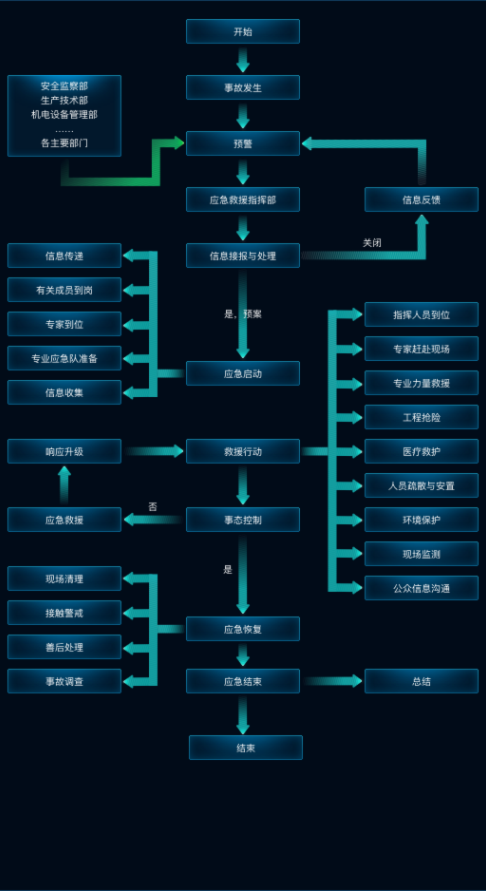 开始
安全监察部
生产技术部
机电设备管理部
……
各主要部门
事故发生
预警
应急救援指挥部
信息反馈
信息接报与处理
关闭
信息传递
有关成员到岗
专家到位
专业应急队准备
信息收集
是，预案
应急启动
指挥人员到位
专家赶赴现场
专业力量救援
工程抢险
医疗救护
人员疏散与安置
环境保护
现场监测
公众信息沟通
响应升级
救援行动
否
应急救援
事态控制
是
现场清理
接触警戒
善后处理
事故调查
应急恢复
应急结束
总结
结束